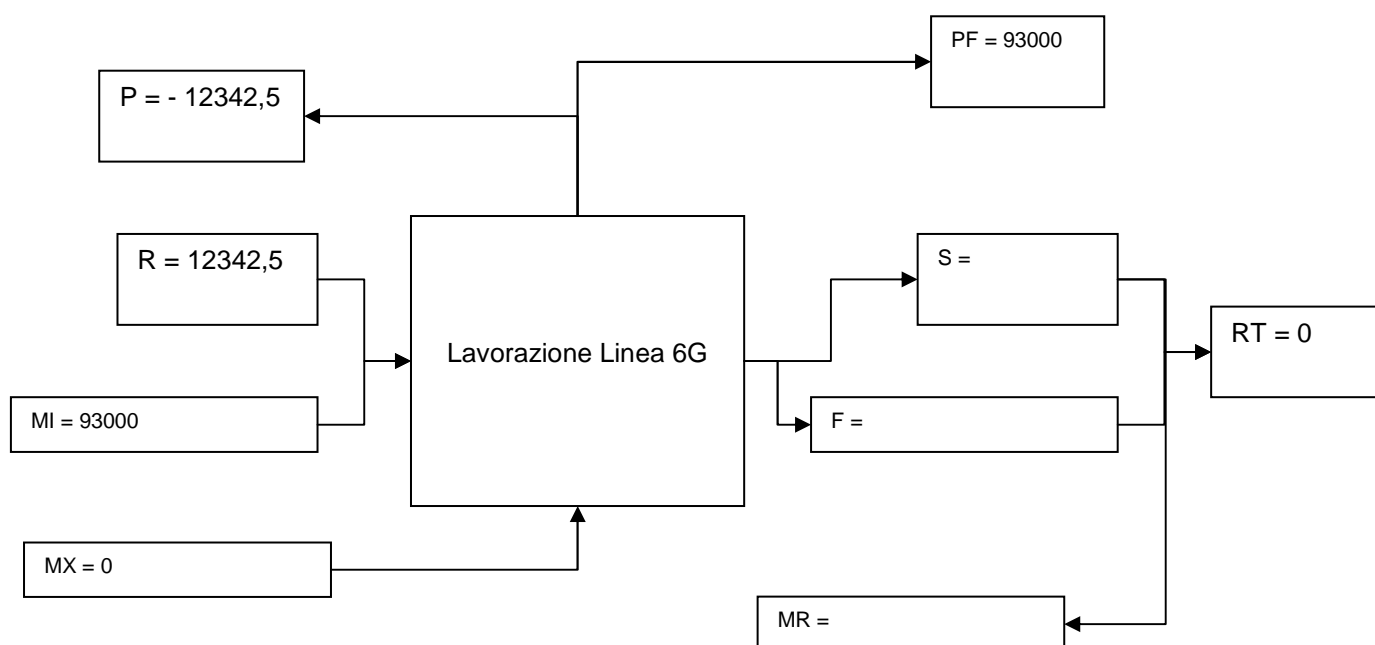 PF = 93000
P = - 12342,5
R = 12342,5
S =
Lavorazione Linea 6G
RT = 0
MI = 93000
F =
MX = 0
MR =